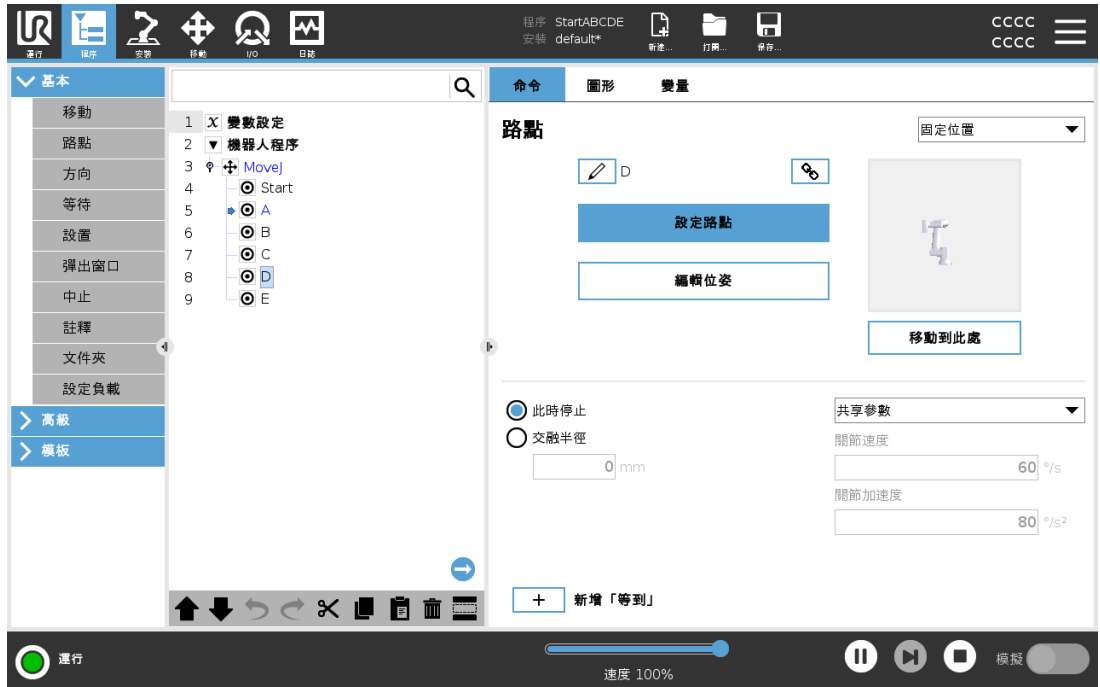 UR
運行
程序
安裝
移動
I/O
日誌
程序 StartABCDE
安裝 default*
新建...
打開...
保存...
CCCC
CCCC
基本
移動
路點
方向
等待
設置
彈出窗口
中止
註釋
文件夾
設定負載
高級
模板
1 X 變數設定
2 ▼ 機器人程序
3 MoveJ
4 Start
5 A
6 B
7 C
8 D
9 E
命令 圖形 變量
路點
固定位置
D
設定路點
編輯位姿
移動到此處
此時停止
交融半徑
0 mm
共享參數
關節速度
60 °/s
關節加速度
80 °/s²
+ 新增「等到」
運行
速度 100%
模擬